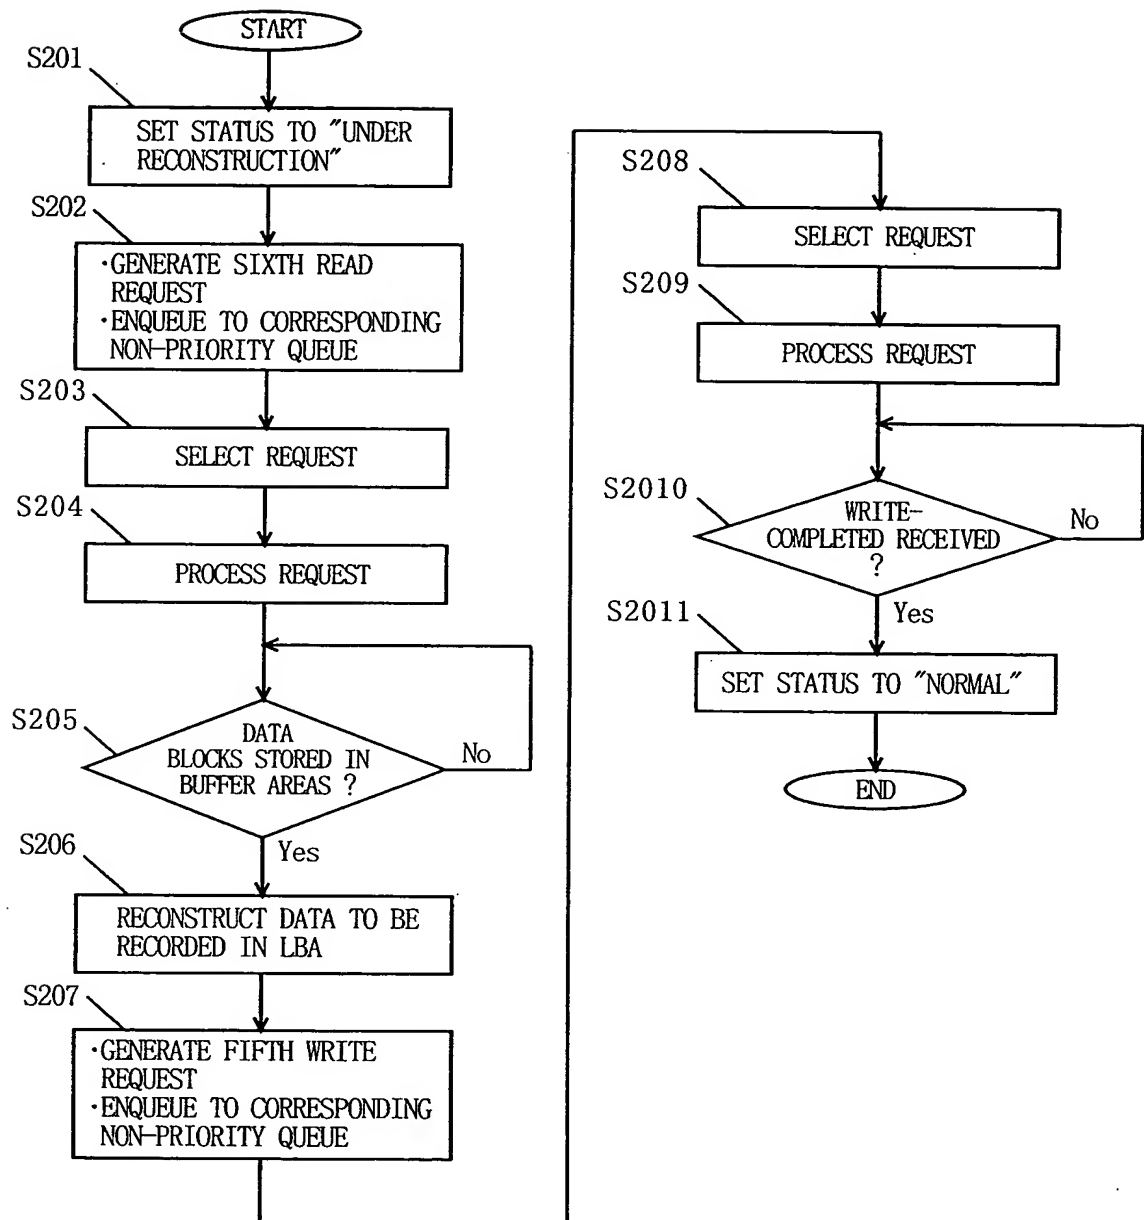 START
S201
SET STATUS TO "UNDER
RECONSTRUCTION"
S202
·GENERATE SIXTH READ
REQUEST
·ENQUEUE TO CORRESPONDING
NON-PRIORITY QUEUE
S203
SELECT REQUEST
S204
PROCESS REQUEST
S205
DATA
BLOCKS STORED IN
BUFFER AREAS ?
No
Yes
S206
RECONSTRUCT DATA TO BE
RECORDED IN LBA
S207
·GENERATE FIFTH WRITE
REQUEST
·ENQUEUE TO CORRESPONDING
NON-PRIORITY QUEUE
S208
SELECT REQUEST
S209
PROCESS REQUEST
S2010
WRITE-
COMPLETED RECEIVED
?
No
Yes
S2011
SET STATUS TO "NORMAL"
END